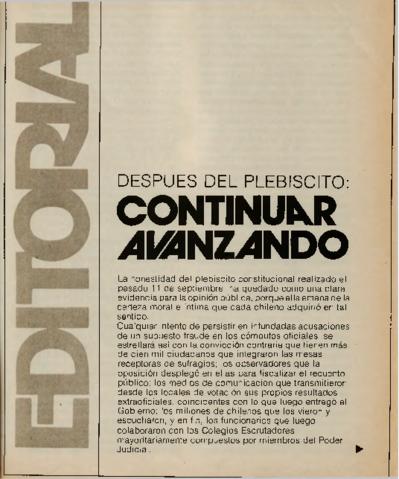 EDITORIAL
DESPUES DEL PLEBISCITO:
CONTINUAR
AVANZANDO
La honestidad del plebiscito constitucional realizado el
pasado 11 de septiembre ha quedado como una clara
evidencia para la opinión pública, porque ella emana de la
certeza moral e íntima que cada chileno adquirió en tal
sentido.
Cualquier intento de persistir en infundadas acusaciones
de un supuesto fraude en los cómputos oficiales, se
estrellará así con la convicción contraria que tienen más
de cien mil ciudadanos que integraron las mesas
receptoras de sufragios; los observadores que la
oposición desplegó en ellas para fiscalizar el recuento
público; los medios de comunicación que transmitieron
desde los locales de votación sus propios resultados
extraoficiales, coincidentes con lo que luego entregó el
Gobierno; los millones de chilenos que los vieron y
escucharon, y en fin, los funcionarios que luego
colaboraron con los Colegios Escrutadores
mayoritariamente compuestos por miembros del Poder
Judicial.